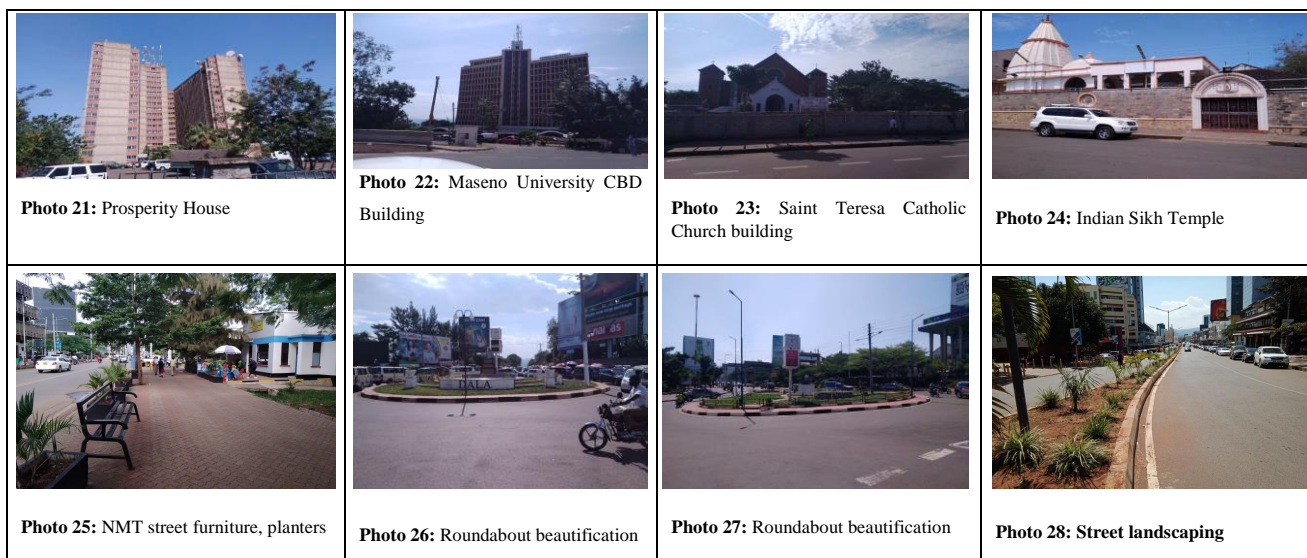 Photo 21: Prosperity House
Photo 22: Maseno University CBD
Building
Photo 23: Saint Teresa Catholic
Church building
Photo 24: Indian Sikh Temple
Photo 25: NMT street furniture, planters
DALA
Photo 26: Roundabout beautification
Photo 27: Roundabout beautification
Photo 28: Street landscaping